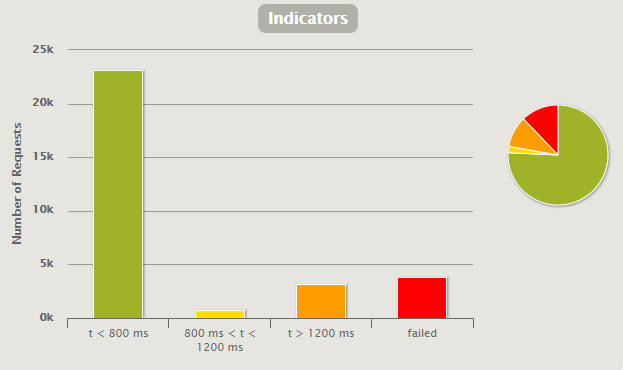 Indicators
25k
20k
15k
10k
5k
0k
Number of Requests
t < 800 ms
800 ms < t <
1200 ms
t > 1200 ms
failed